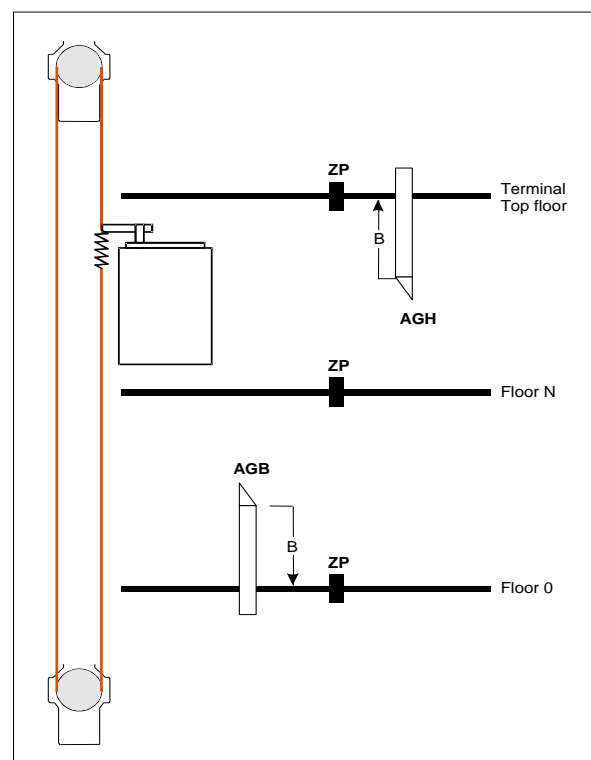 ZP
Terminal
Top floor
B
AGH
ZP
Floor N
AGB
B
ZP
Floor 0